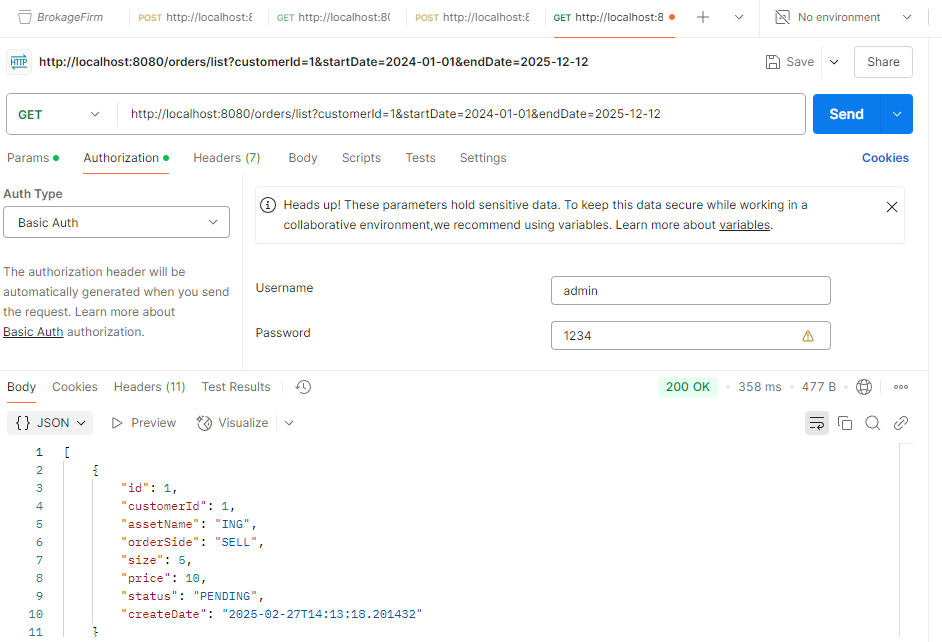 BrokageFirm POST http://localhost:8 GET http://localhost:80 POST http://localhost:8 GET http://localhost:8 No environment
HTTP http://localhost:8080/orders/list?customerId=1&startDate=2024-01-01&endDate=2025-12-12 Save Share
GET http://localhost:8080/orders/list?customerId=1&startDate=2024-01-01&endDate=2025-12-12 Send
Params Authorization Headers (7) Body Scripts Tests Settings Cookies
Auth Type
Basic Auth
The authorization header will be
automatically generated when you send
the request. Learn more about
Basic Auth authorization.
Heads up! These parameters hold sensitive data. To keep this data secure while working in a
collaborative environment,we recommend using variables. Learn more about variables.
Username admin
Password 1234
Body Cookies Headers (11) Test Results 200 OK 358 ms 477 B
{} JSON Preview Visualize
1 [
2 {
3 "id": 1,
4 "customerId": 1,
5 "assetName": "ING",
6 "orderSide": "SELL",
7 "size": 5,
8 "price": 10,
9 "status": "PENDING",
10 "createDate": "2025-02-27T14:13:18.201432"
11 }